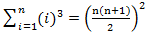 ∑ⁿᵢ₌₁(i)³ = (n(n+1)/2)²